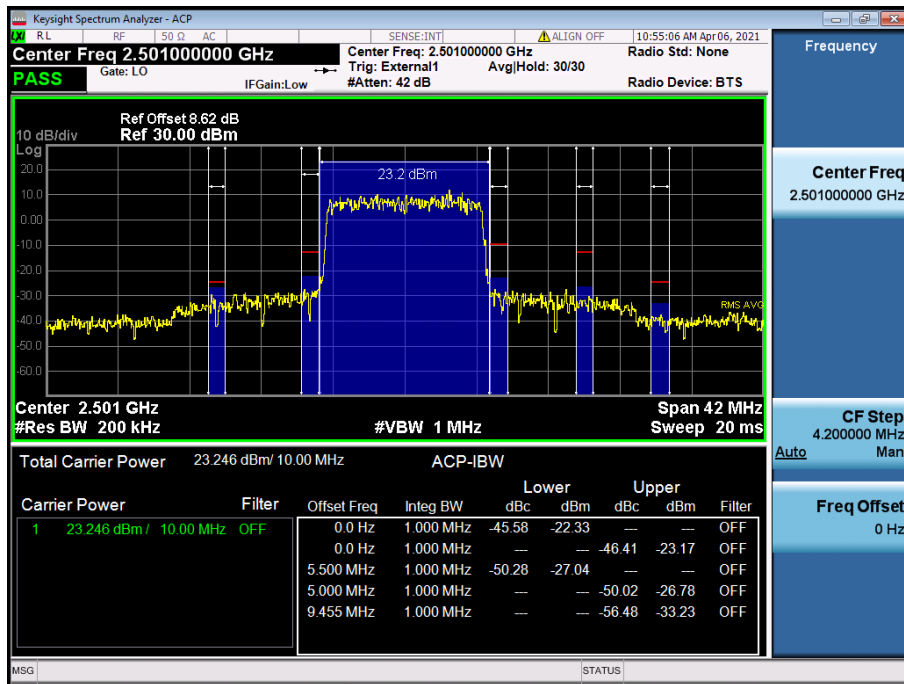 Keysight Spectrum Analyzer - ACP
LXI RL RF 50 Ω AC SENSE:INT ALIGN OFF 10:55:06 AM Apr 06, 2021
Center Freq 2.501000000 GHz
Center Freq: 2.501000000 GHz Radio Std: None
PASS Gate: LO IFGain:Low
Trig: External1 Avg|Hold: 30/30
#Atten: 42 dB Radio Device: BTS
Ref Offset 8.62 dB
10 dB/div Ref 30.00 dBm
Log
20.0
10.0
0.00
-10.0
-20.0
-30.0
-40.0
-50.0
-60.0
23.2 dBm
RMS AVG
Center 2.501 GHz Span 42 MHz
#Res BW 200 kHz #VBW 1 MHz Sweep 20 ms
Total Carrier Power 23.246 dBm/ 10.00 MHz ACP-IBW
Lower Upper
Carrier Power Filter Offset Freq Integ BW dBc dBm dBc dBm Filter
1 23.246 dBm / 10.00 MHz OFF
0.0 Hz 1.000 MHz -45.58 -22.33 --- --- OFF
0.0 Hz 1.000 MHz --- --- -46.41 -23.17 OFF
5.500 MHz 1.000 MHz -50.28 -27.04 --- --- OFF
5.000 MHz 1.000 MHz --- --- -50.02 -26.78 OFF
9.455 MHz 1.000 MHz --- --- -56.48 -33.23 OFF
MSG STATUS
Frequency
Center Freq
2.501000000 GHz
CF Step
4.200000 MHz
Auto Man
Freq Offset
0 Hz